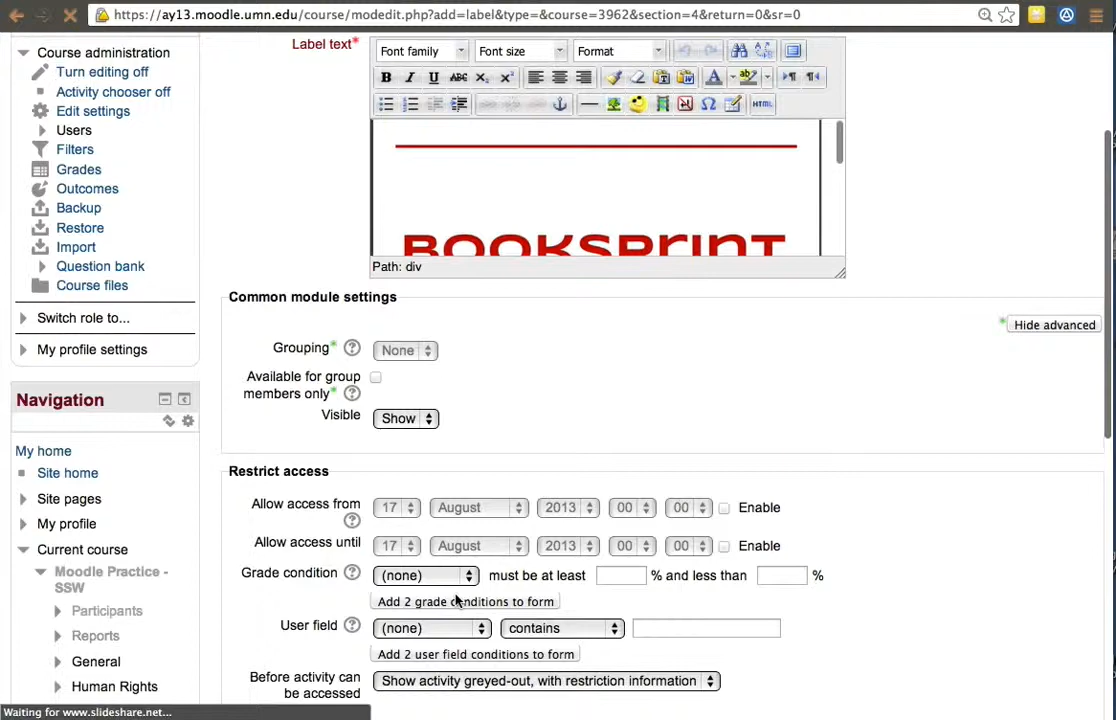 https://ay13.moodle.umn.edu/course/modedit.php?add=label&type=&course=3962&section=4&return=0&sr=0
Course administration
Turn editing off
Activity chooser off
Edit settings
Users
Filters
Grades
Outcomes
Backup
Restore
Import
Question bank
Course files
Switch role to...
My profile settings
Navigation
My home
Site home
Site pages
My profile
Current course
Moodle Practice -
SSW
Participants
Reports
General
Human Rights
Waiting for www.slideshare.net...
Label text*
Font family
Font size
Format
B I U ABC X₂ X² A ab
HTML
BOOKSPRINT
Path: div
Common module settings
* Hide advanced
Grouping* None
Available for group
members only*
Visible Show
Restrict access
Allow access from 17 August 2013 00 00 Enable
Allow access until 17 August 2013 00 00 Enable
Grade condition (none) must be at least % and less than %
Add 2 grade conditions to form
User field (none) contains
Add 2 user field conditions to form
Before activity can
be accessed
Show activity greyed-out, with restriction information